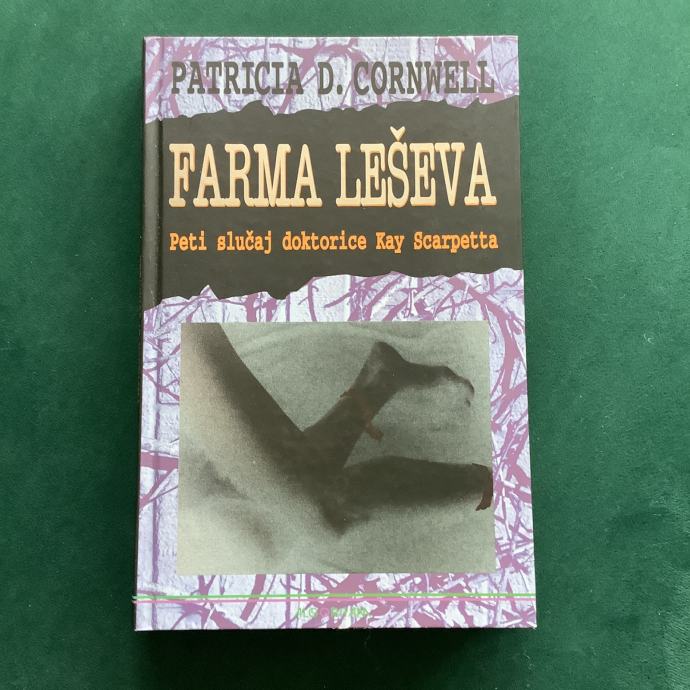 PATRICIA D. CORNWELL
FARMA LEŠEVA
Peti slučaj doktorice Kay Scarpetta